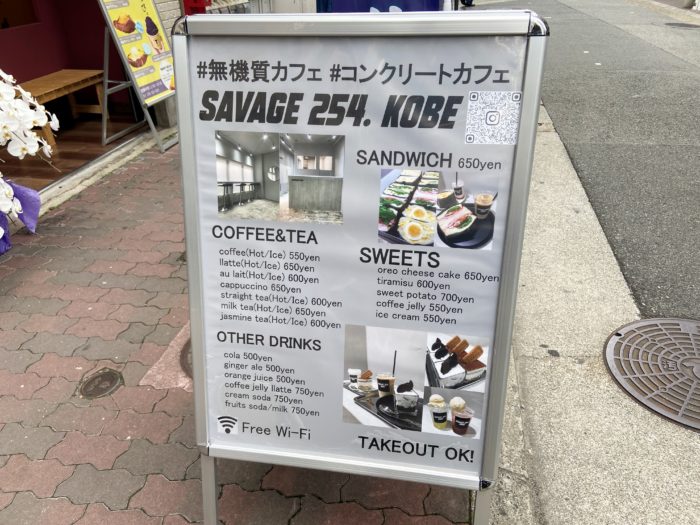 #無機質カフェ #コンクリートカフェ
SAVAGE 254. KOBE
SANDWICH 650yen
COFFEE&TEA
coffee(Hot/Ice) 550yen
llatte(Hot/Ice) 650yen
au lait(Hot/Ice) 600yen
cappuccino 650yen
straight tea(Hot/Ice) 600yen
milk tea(Hot/Ice) 650yen
jasmine tea(Hot/Ice) 600yen
SWEETS
oreo cheese cake 650yen
tiramisu 600yen
sweet potato 700yen
coffee jelly 550yen
ice cream 550yen
OTHER DRINKS
cola 500yen
ginger ale 500yen
orange juice 500yen
coffee jelly llatte 750yen
cream soda 750yen
fruits soda/milk 750yen
Free Wi-Fi
TAKEOUT OK!